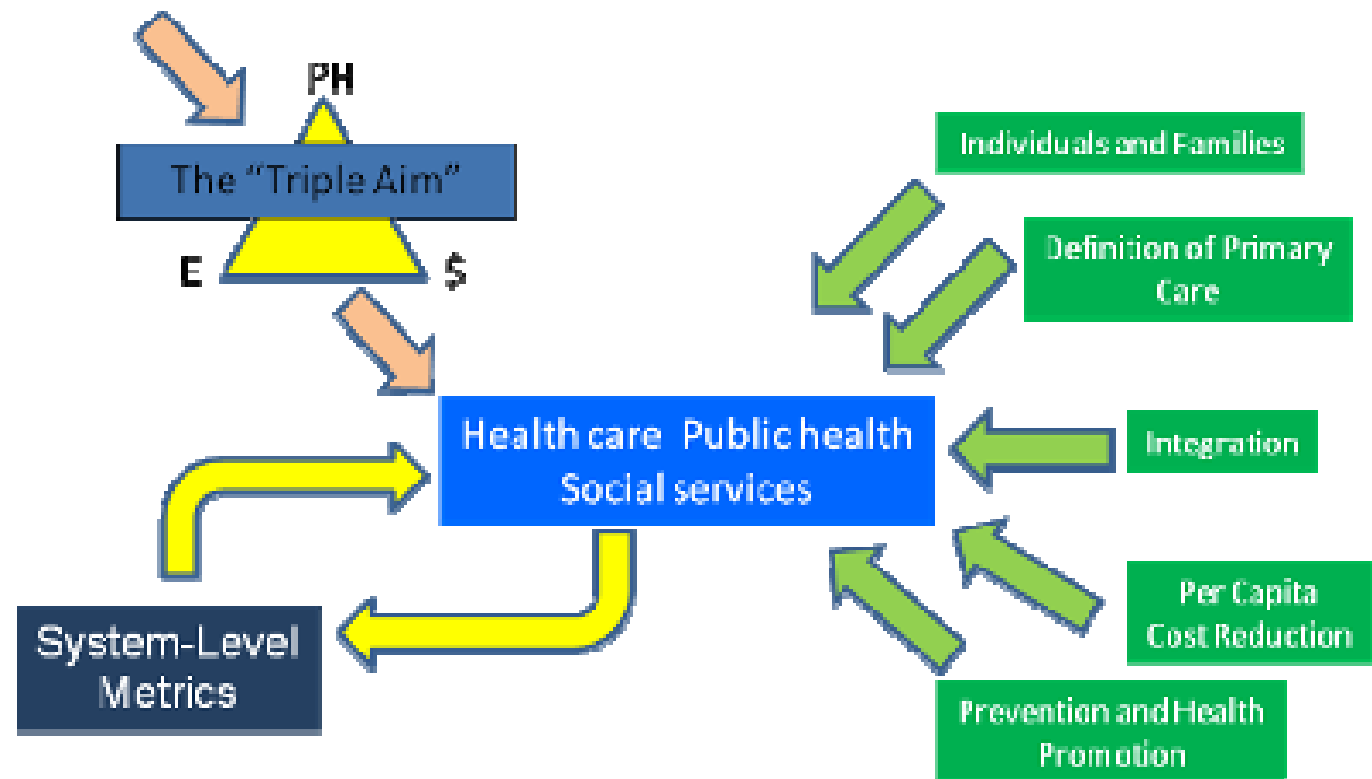 PH
The "Triple Aim"
E
$
Individuals and Families
Definition of Primary
Care
Health care Public health
Social services
Integration
System-Level
Metrics
Per Capita
Cost Reduction
Prevention and Health
Promotion